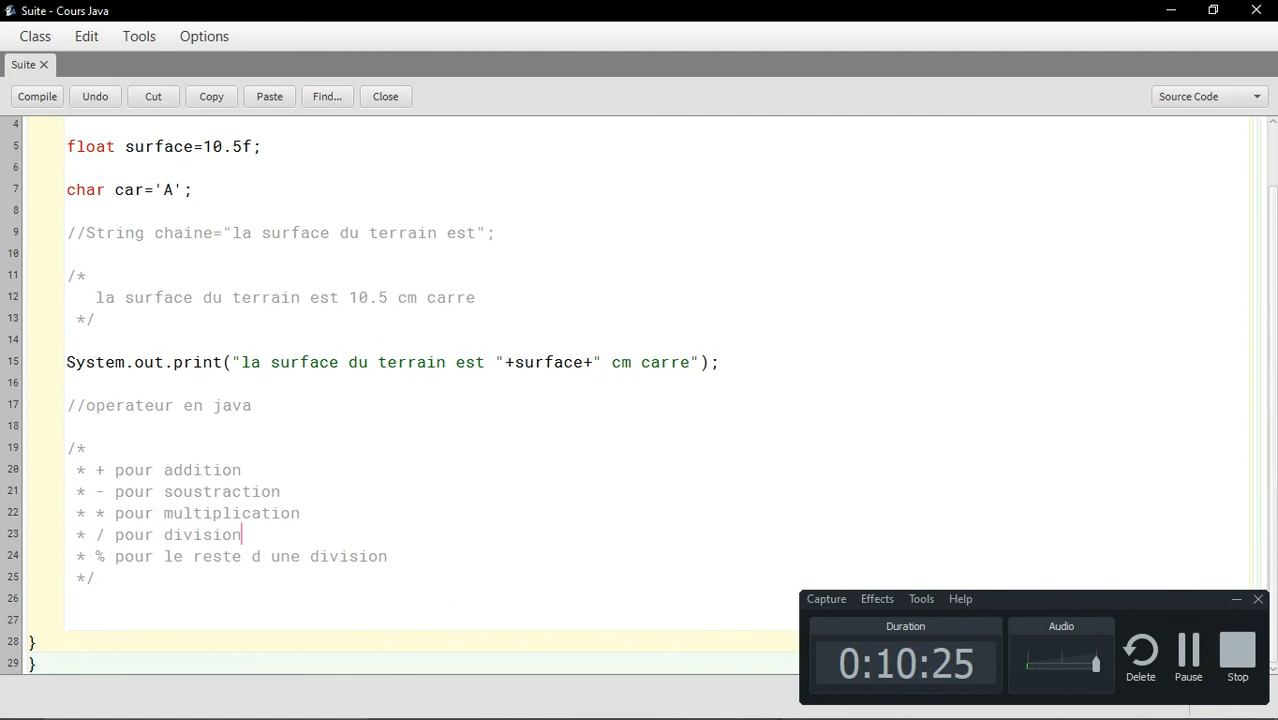 Suite - Cours Java
Class Edit Tools Options
Suite
Compile Undo Cut Copy Paste Find... Close Source Code
4
5 float surface=10.5f;
6
7 char car='A';
8
9 //String chaine="la surface du terrain est";
10
11 /*
12 la surface du terrain est 10.5 cm carre
13 */
14
15 System.out.print("la surface du terrain est "+surface+" cm carre");
16
17 //operateur en java
18
19 /*
20 * + pour addition
21 * - pour soustraction
22 * * pour multiplication
23 * / pour division
24 * % pour le reste d une division
25 */
26
27
28 }
29 }
Capture Effects Tools Help
Duration Audio
0:10:25
Delete Pause Stop